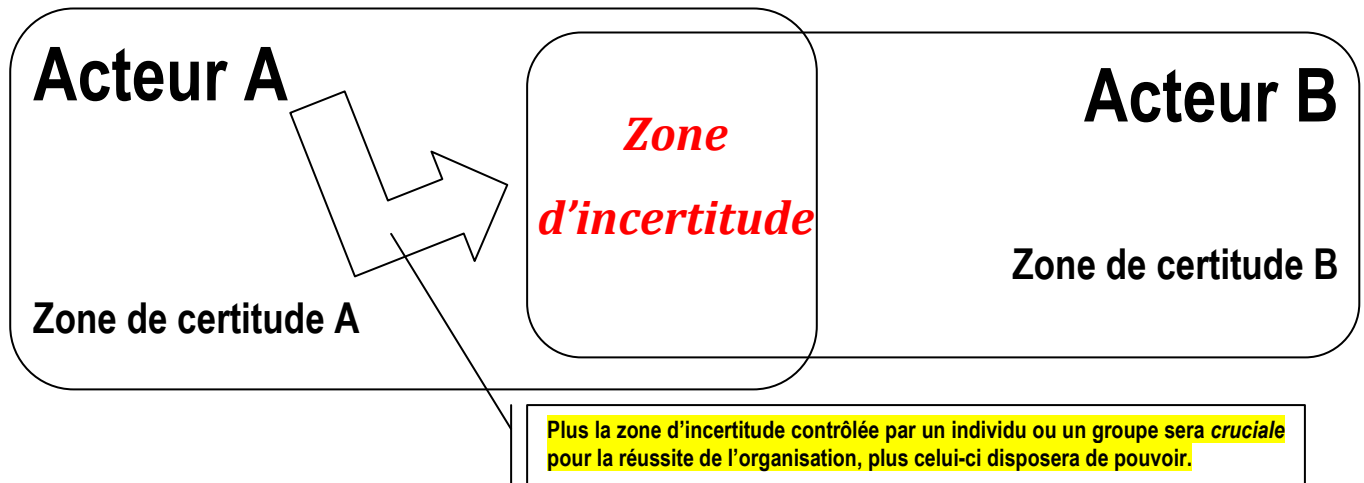 Acteur A
Zone
d’incertitude
Acteur B
Zone de certitude B
Zone de certitude A
Plus la zone d’incertitude contrôlée par un individu ou un groupe sera cruciale
pour la réussite de l’organisation, plus celui-ci disposera de pouvoir.